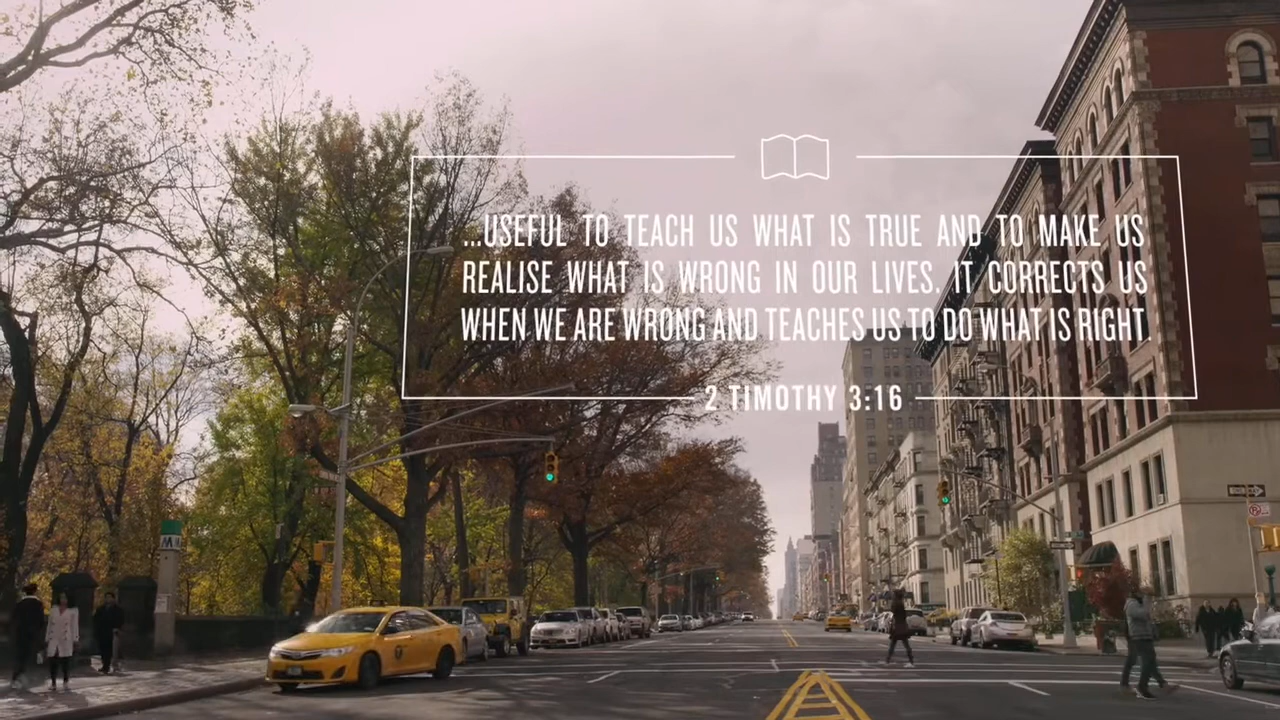 ...USEFUL TO TEACH US WHAT IS TRUE AND TO MAKE US
REALISE WHAT IS WRONG IN OUR LIVES. IT CORRECTS US
WHEN WE ARE WRONG AND TEACHES US TO DO WHAT IS RIGHT.
2 TIMOTHY 3:16
M